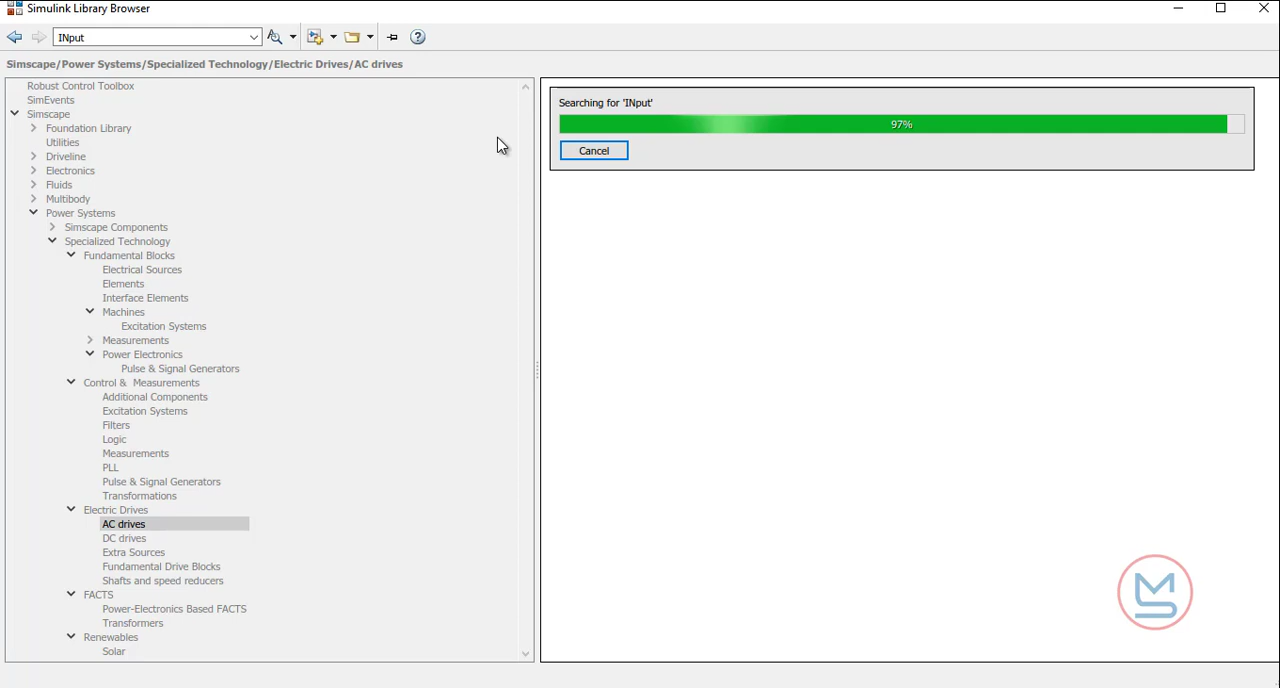 Simulink Library Browser
INput
Simscape/Power Systems/Specialized Technology/Electric Drives/AC drives
Robust Control Toolbox
SimEvents
Simscape
Foundation Library
Utilities
Driveline
Electronics
Fluids
Multibody
Power Systems
Simscape Components
Specialized Technology
Fundamental Blocks
Electrical Sources
Elements
Interface Elements
Machines
Excitation Systems
Measurements
Power Electronics
Pulse & Signal Generators
Control & Measurements
Additional Components
Excitation Systems
Filters
Logic
Measurements
PLL
Pulse & Signal Generators
Transformations
Electric Drives
AC drives
DC drives
Extra Sources
Fundamental Drive Blocks
Shafts and speed reducers
FACTS
Power-Electronics Based FACTS
Transformers
Renewables
Solar
Searching for 'INput'
97%
Cancel